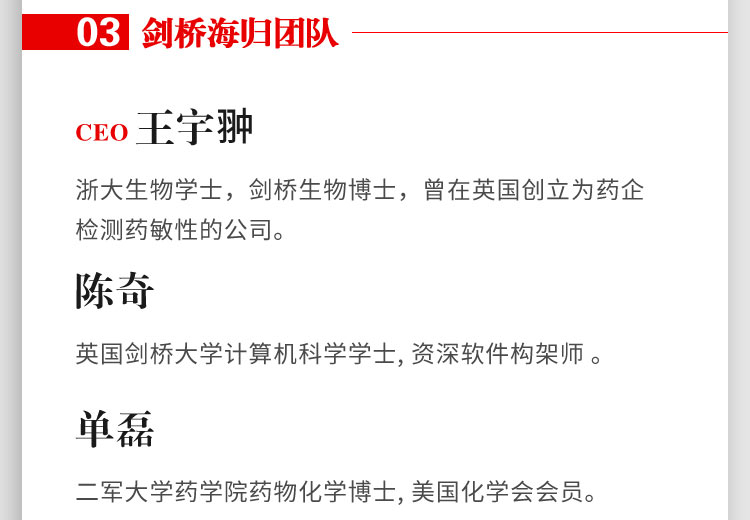 03 剑桥海归团队
CEO 王宇翀
浙大生物学士，剑桥生物博士，曾在英国创立为药企
检测药敏性的公司。
陈奇
英国剑桥大学计算机科学学士, 资深软件构架师 。
单磊
二军大学药学院药物化学博士, 美国化学会会员。